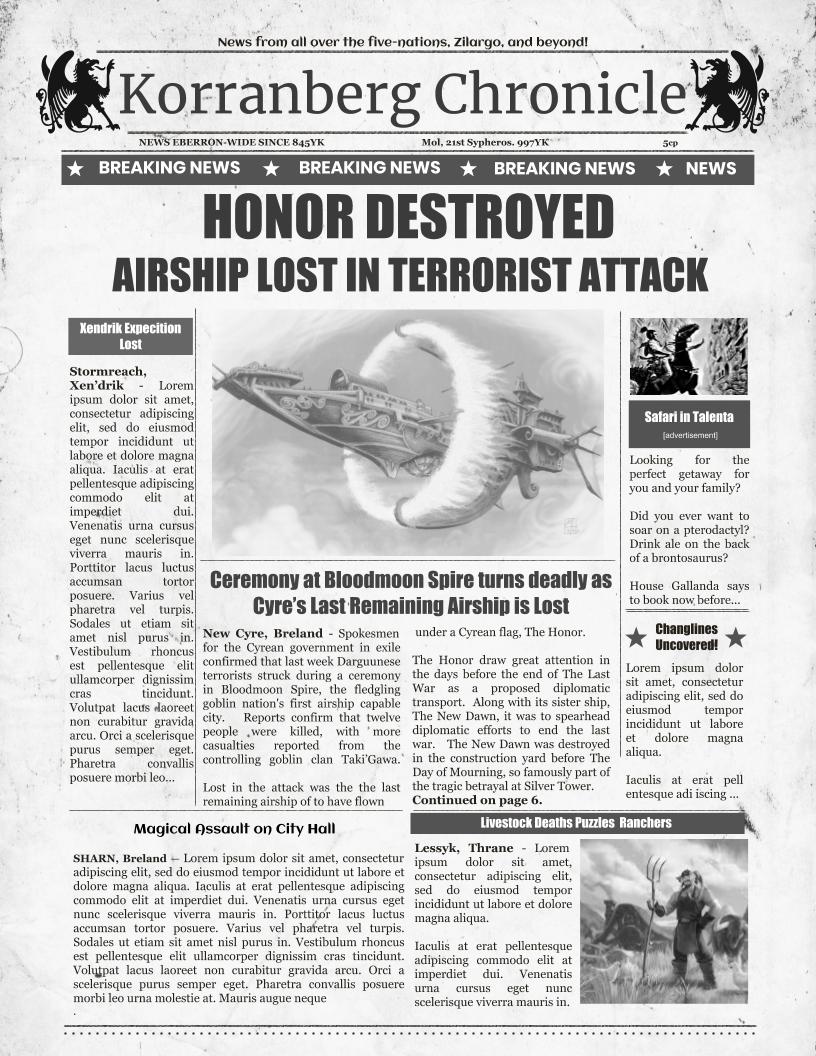 News from all over the five-nations, Zilargo, and beyond!
Korranberg Chronicle
NEWS EBERRON-WIDE SINCE 845YK Mol, 21st Sypheros. 997YK 5cp
★ BREAKING NEWS ★ BREAKING NEWS ★ BREAKING NEWS ★ NEWS
HONOR DESTROYED
AIRSHIP LOST IN TERRORIST ATTACK
Xendrik Expecition
Lost
Stormreach,
Xen'drik - Lorem
ipsum dolor sit amet,
consectetur adipiscing
elit, sed do eiusmod
tempor incididunt ut
labore et dolore magna
aliqua. Iaculis at erat
pellentesque adipiscing
commodo elit at
imperdiet dui.
Venenatis urna cursus
eget nunc scelerisque
viverra mauris in.
Porttitor lacus luctus
accumsan tortor
posuere. Varius vel
pharetra vel turpis.
Sodales ut etiam sit
amet nisl purus in.
Vestibulum rhoncus
est pellentesque elit
ullamcorper dignissim
cras tincidunt.
Volutpat lacus laoreet
non curabitur gravida
arcu. Orci a scelerisque
purus semper eget.
Pharetra convallis
posuere morbi leo...
Ceremony at Bloodmoon Spire turns deadly as
Cyre's Last Remaining Airship is Lost
New Cyre, Breland - Spokesmen
for the Cyrean government in exile
confirmed that last week Darguunese
terrorists struck during a ceremony
in Bloodmoon Spire, the fledgling
goblin nation's first airship capable
city. Reports confirm that twelve
people were killed, with more
casualties reported from the
controlling goblin clan Taki'Gawa.
Lost in the attack was the the last
remaining airship of to have flown
under a Cyrean flag, The Honor.
The Honor draw great attention in
the days before the end of The Last
War as a proposed diplomatic
transport. Along with its sister ship,
The New Dawn, it was to spearhead
diplomatic efforts to end the last
war. The New Dawn was destroyed
in the construction yard before The
Day of Mourning, so famously part of
the tragic betrayal at Silver Tower.
Continued on page 6.
Safari in Talenta
[advertisement]
Looking for the
perfect getaway for
you and your family?
Did you ever want to
soar on a pterodactyl?
Drink ale on the back
of a brontosaurus?
House Gallanda says
to book now before...
★ Changlines ★
Uncovered!
Lorem ipsum dolor
sit amet, consectetur
adipiscing elit, sed do
eiusmod tempor
incididunt ut labore
et dolore magna
aliqua.
Iaculis at erat pell
entesque adi iscing ...
Magical Assault on City Hall
SHARN, Breland – Lorem ipsum dolor sit amet, consectetur
adipiscing elit, sed do eiusmod tempor incididunt ut labore et
dolore magna aliqua. Iaculis at erat pellentesque adipiscing
commodo elit at imperdiet dui. Venenatis urna cursus eget
nunc scelerisque viverra mauris in. Porttitor lacus luctus
accumsan tortor posuere. Varius vel pharetra vel turpis.
Sodales ut etiam sit amet nisl purus in. Vestibulum rhoncus
est pellentesque elit ullamcorper dignissim cras tincidunt.
Volutpat lacus laoreet non curabitur gravida arcu. Orci a
scelerisque purus semper eget. Pharetra convallis posuere
morbi leo urna molestie at. Mauris augue neque
.
Livestock Deaths Puzzles Ranchers
Lessyk, Thrane - Lorem
ipsum dolor sit amet,
consectetur adipiscing elit,
sed do eiusmod tempor
incididunt ut labore et dolore
magna aliqua.
Iaculis at erat pellentesque
adipiscing commodo elit at
imperdiet dui. Venenatis
urna cursus eget nunc
scelerisque viverra mauris in.